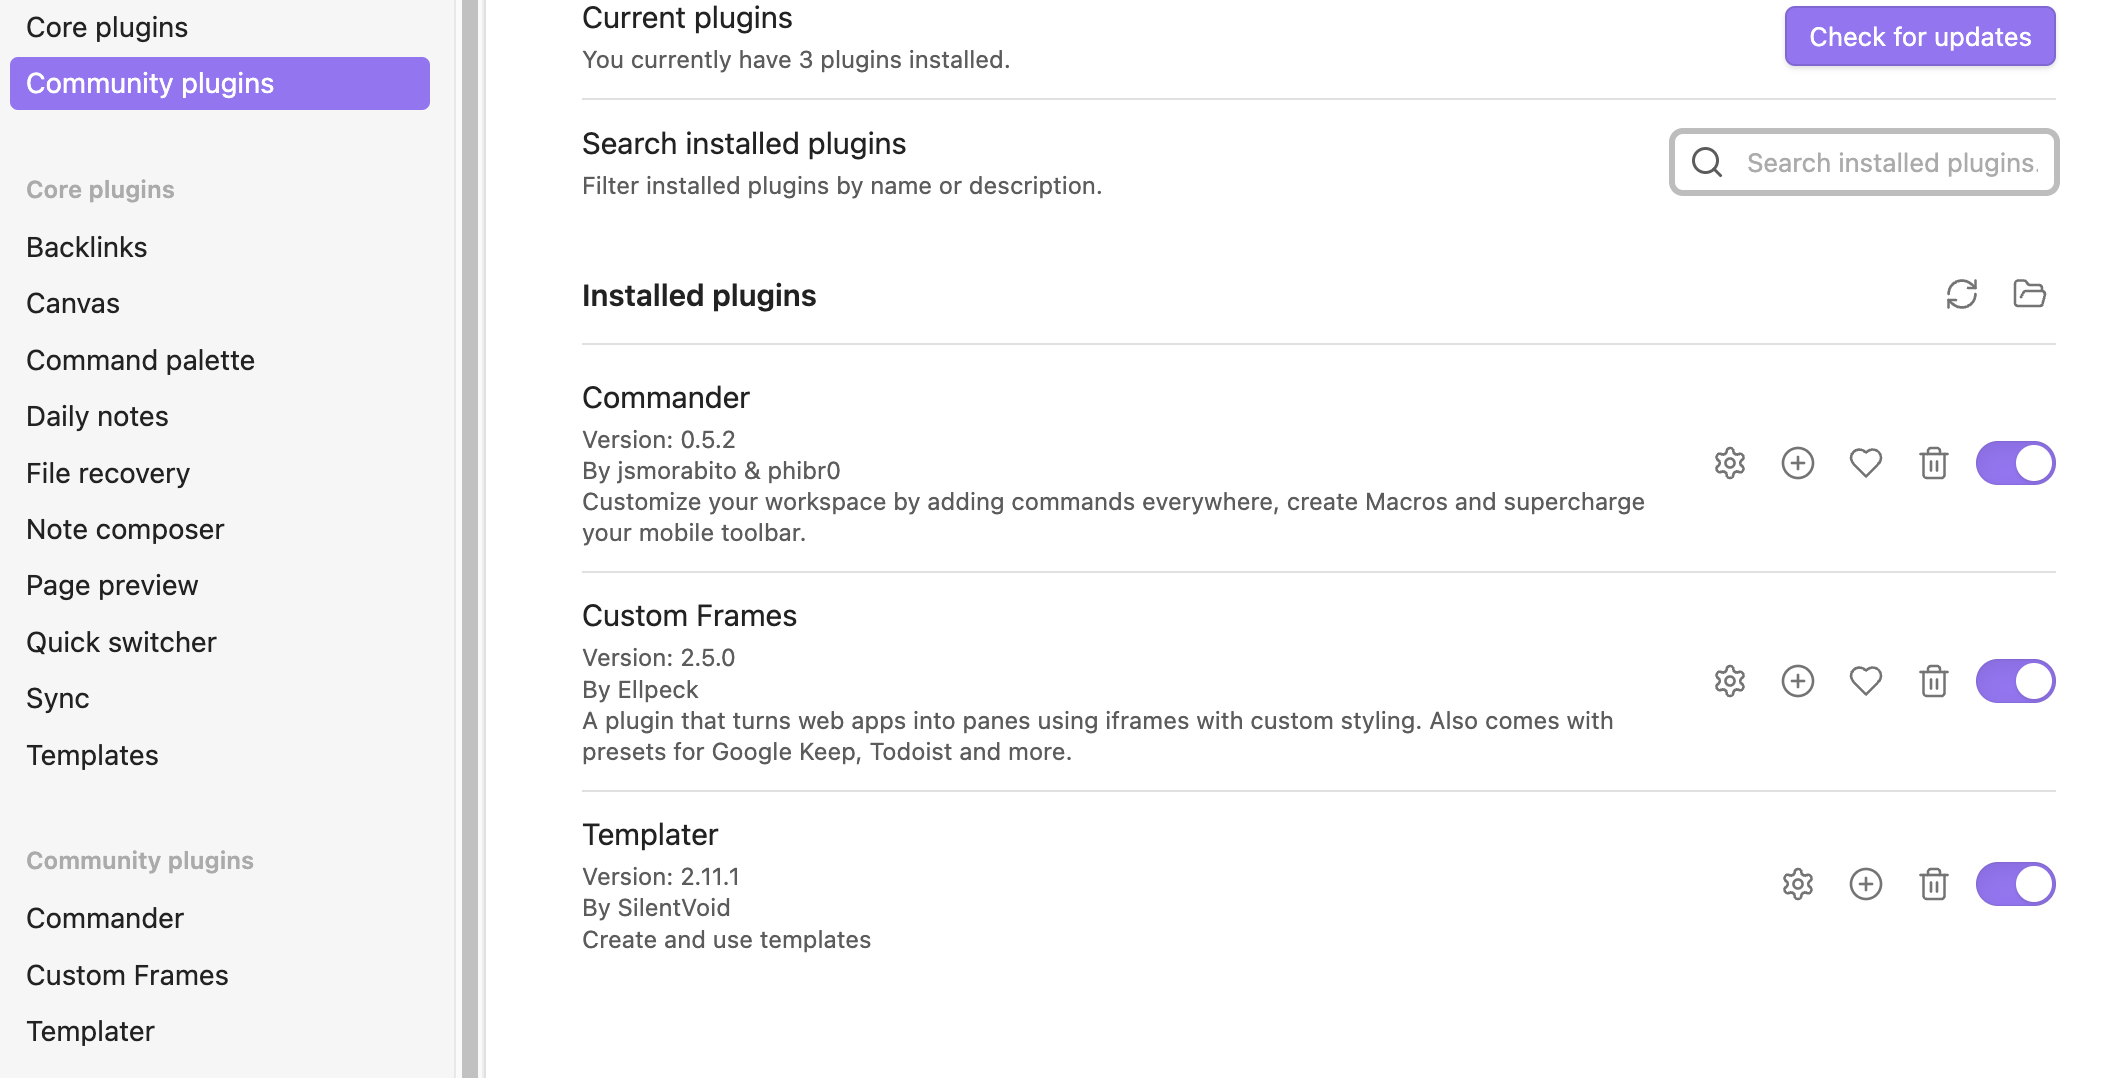 Core plugins
Community plugins
Core plugins
Backlinks
Canvas
Command palette
Daily notes
File recovery
Note composer
Page preview
Quick switcher
Sync
Templates
Community plugins
Commander
Custom Frames
Templater
Current plugins
You currently have 3 plugins installed.
Check for updates
Search installed plugins
Filter installed plugins by name or description.
Search installed plugins.
Installed plugins
Commander
Version: 0.5.2
By jsmorabito & phibr0
Customize your workspace by adding commands everywhere, create Macros and supercharge
your mobile toolbar.
Custom Frames
Version: 2.5.0
By Ellpeck
A plugin that turns web apps into panes using iframes with custom styling. Also comes with
presets for Google Keep, Todoist and more.
Templater
Version: 2.11.1
By SilentVoid
Create and use templates